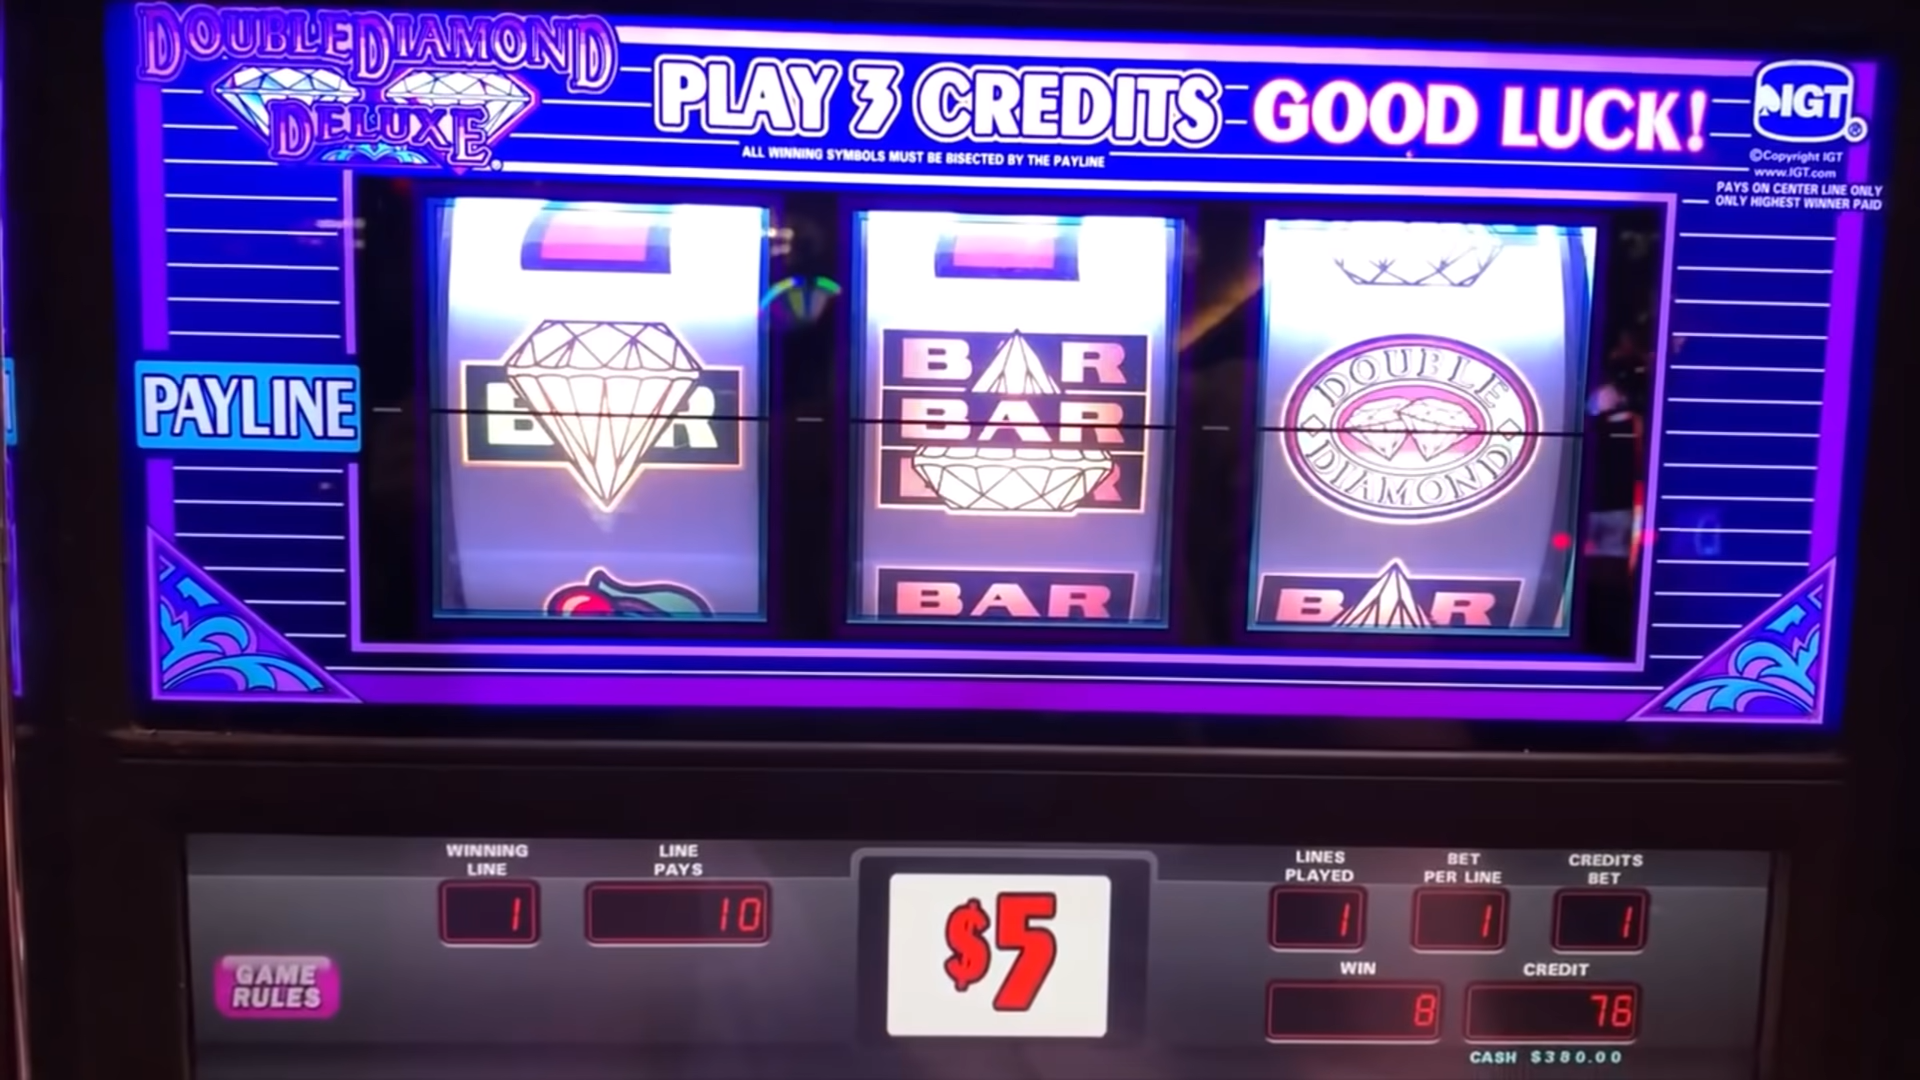 DOUBLE DIAMOND
DELUXE®
PLAY 3 CREDITS
GOOD LUCK!
IGT®
ALL WINNING SYMBOLS MUST BE BISECTED BY THE PAYLINE
©Copyright IGT
www.IGT.com
PAYS ON CENTER LINE ONLY
ONLY HIGHEST WINNER PAID
PAYLINE
BAR
BAR
BAR
BAR
DOUBLE
DIAMOND
BAR
BAR
WINNING
LINE
1
LINE
PAYS
10
$5
LINES
PLAYED
1
BET
PER LINE
1
CREDITS
BET
1
GAME
RULES
WIN
8
CREDIT
76
CASH $380.00